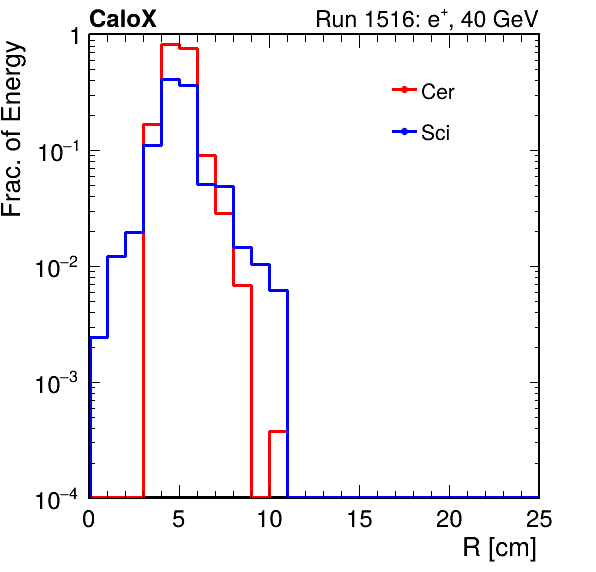 CaloX
Run 1516: e⁺, 40 GeV
Frac. of Energy
1
10⁻¹
10⁻²
10⁻³
10⁻⁴
Cer
Sci
0 5 10 15 20 25
R [cm]